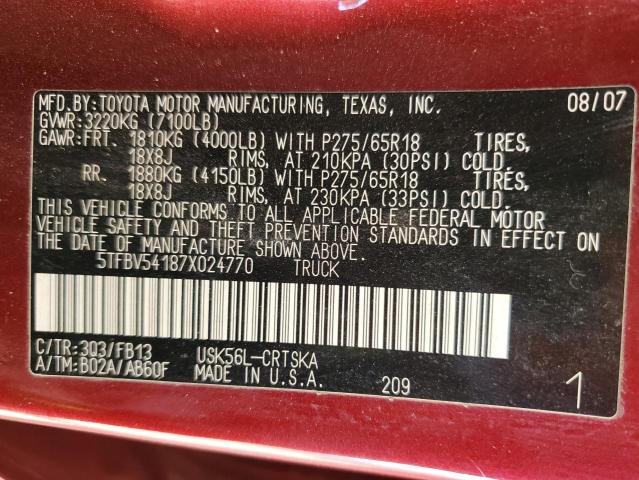 MFD.BY:TOYOTA MOTOR MANUFACTURING, TEXAS, INC. 08/07
GVWR:3220KG (7100LB)
GAWR:FRT. 1810KG (4000LB) WITH P275/65R18 TIRES,
18X8J RIMS, AT 210KPA (30PSI) COLD.
RR. 1880KG (4150LB) WITH P275/65R18 TIRES,
18X8J RIMS, AT 230KPA (33PSI) COLD.
THIS VEHICLE CONFORMS TO ALL APPLICABLE FEDERAL MOTOR
VEHICLE SAFETY AND THEFT PREVENTION STANDARDS IN EFFECT ON
THE DATE OF MANUFACTURE SHOWN ABOVE.
5TFBV54187X024770 TRUCK
C/TR:3Q3/FB13 USK56L-CRTSKA
A/TM:B02A/AB60F MADE IN U.S.A. 209 1